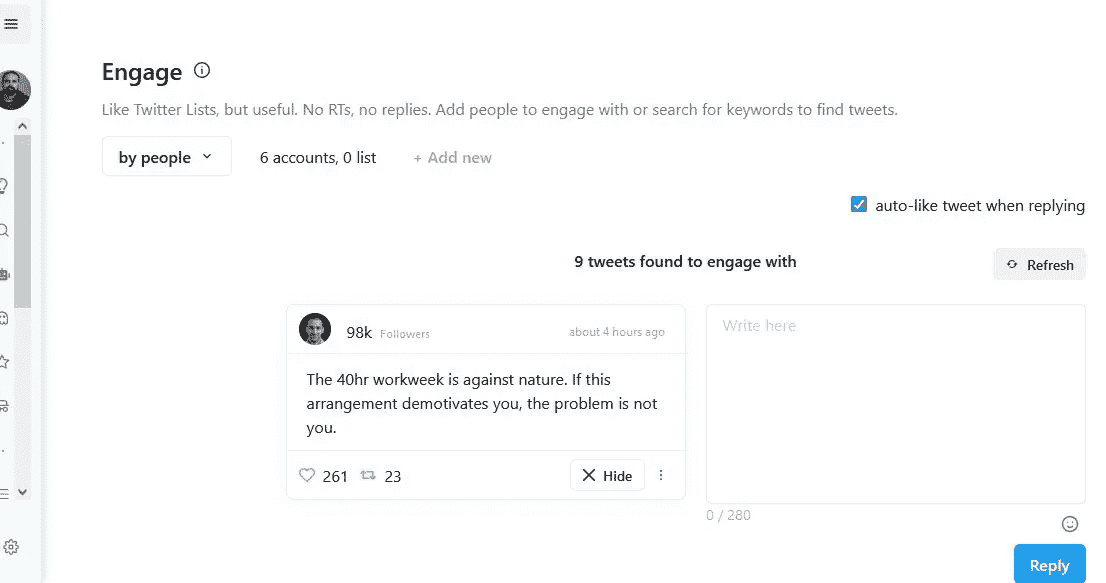 Engage
Like Twitter Lists, but useful. No RTs, no replies. Add people to engage with or search for keywords to find tweets.
by people 6 accounts, 0 list + Add new
auto-like tweet when replying
9 tweets found to engage with
Refresh
98k Followers about 4 hours ago
Write here
The 40hr workweek is against nature. If this
arrangement demotivates you, the problem is not
you.
261 23 Hide
0 / 280
Reply